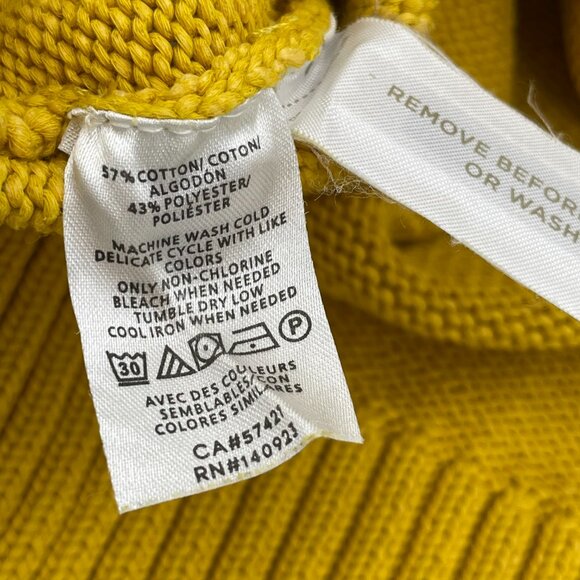 57% COTTON/ COTON/
ALGODON
43% POLYESTER/
POLIÉSTER
MACHINE WASH COLD
DELICATE CYCLE WITH LIKE
COLORS
ONLY NON-CHLORINE
BLEACH WHEN NEEDED
TUMBLE DRY LOW
COOL IRON WHEN NEEDED
30 P
AVEC DES COULEURS
SEMBLABLES/CON
COLORES SIMILARES
CA#57421
RN#140923
REMOVE BEFOR
OR WASH